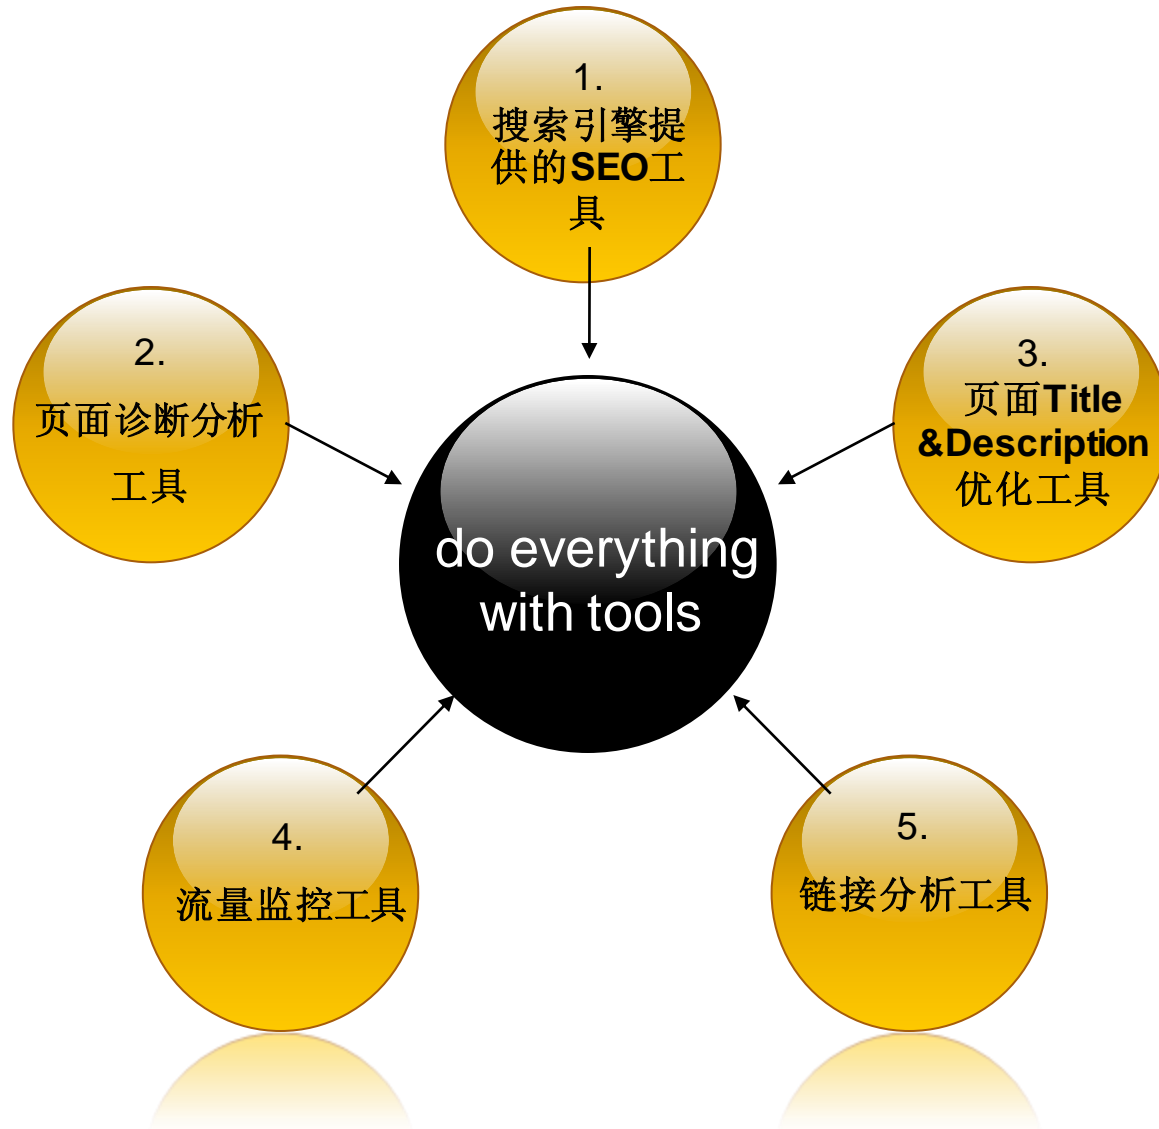 1.
搜索引擎提
供的SEO工
具
2.
页面诊断分析
工具
3.
页面Title
&Description
优化工具
do everything
with tools
4.
流量监控工具
5.
链接分析工具